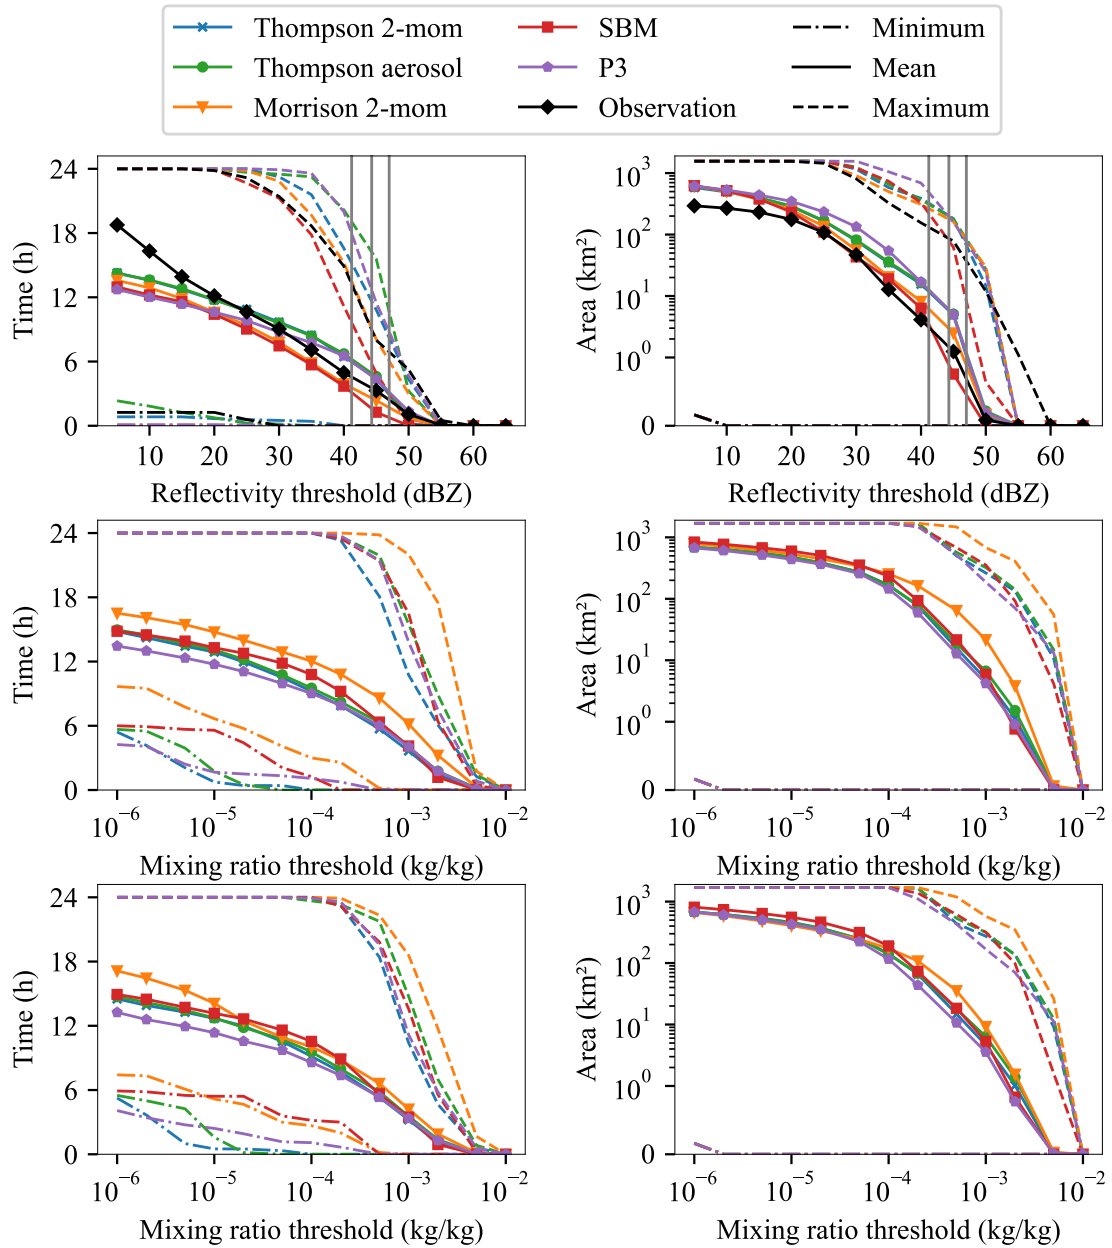 Thompson 2-mom SBM Minimum
Thompson aerosol P3 Mean
Morrison 2-mom Observation Maximum
24
18
12
6
0
Time (h)
10 20 30 40 50 60
Reflectivity threshold (dBZ)
10³
10²
10¹
10⁰
0
Area (km²)
10 20 30 40 50 60
Reflectivity threshold (dBZ)
24
18
12
6
0
Time (h)
10⁻⁶ 10⁻⁵ 10⁻⁴ 10⁻³ 10⁻²
Mixing ratio threshold (kg/kg)
10³
10²
10¹
10⁰
0
Area (km²)
10⁻⁶ 10⁻⁵ 10⁻⁴ 10⁻³ 10⁻²
Mixing ratio threshold (kg/kg)
24
18
12
6
0
Time (h)
10⁻⁶ 10⁻⁵ 10⁻⁴ 10⁻³ 10⁻²
Mixing ratio threshold (kg/kg)
10³
10²
10¹
10⁰
0
Area (km²)
10⁻⁶ 10⁻⁵ 10⁻⁴ 10⁻³ 10⁻²
Mixing ratio threshold (kg/kg)